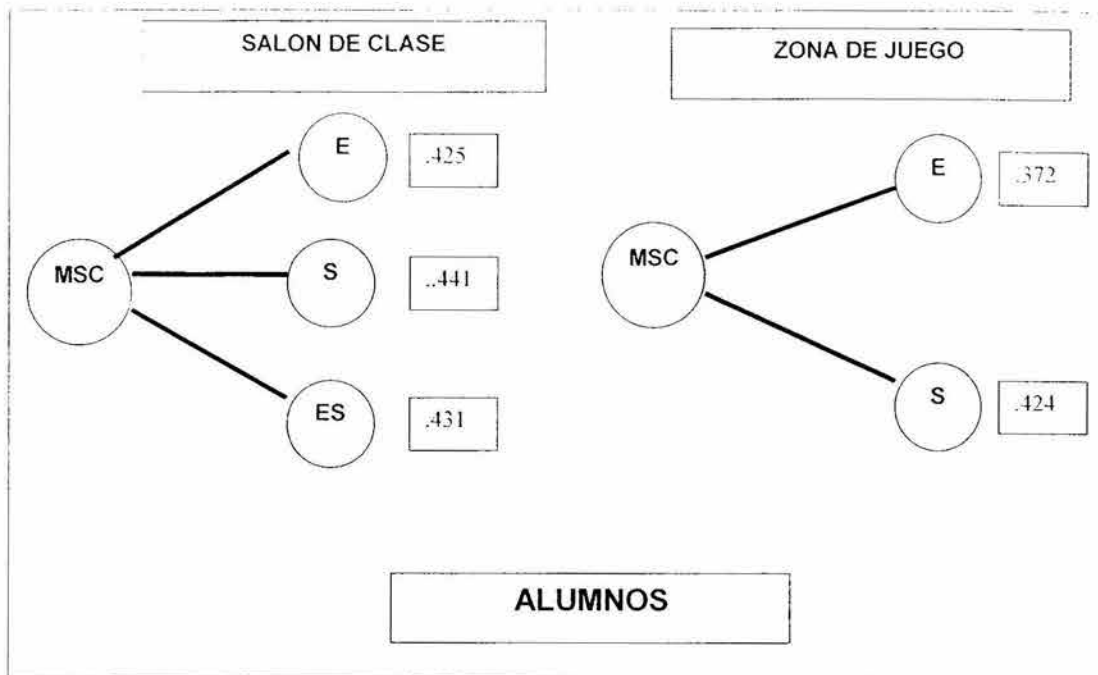 SALON DE CLASE
ZONA DE JUEGO
E
.425
MSC
S
..441
ES
.431
E
.372
MSC
S
.424
ALUMNOS